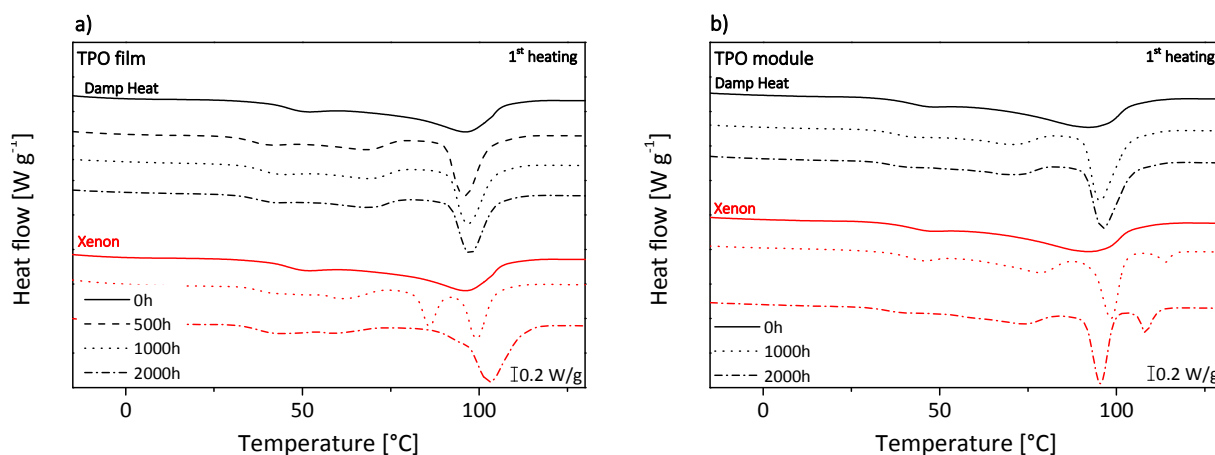 a)
TPO film
1st heating
Damp Heat
Xenon
0h
500h
1000h
2000h
0.2 W/g
Heat flow [W g-1]
0
50
100
Temperature [°C]
b)
TPO module
1st heating
Damp Heat
Xenon
0h
1000h
2000h
0.2 W/g
Heat flow [W g-1]
0
50
100
Temperature [°C]